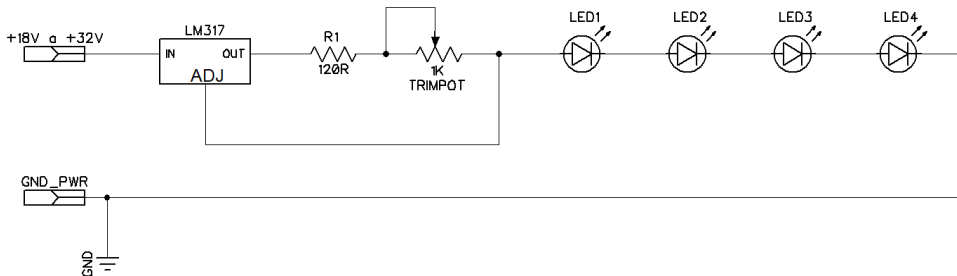 +18V a +32V
LM317
IN
OUT
ADJ
R1
120R
1K
TRIMPOT
LED1
LED2
LED3
LED4
GND_PWR
GND